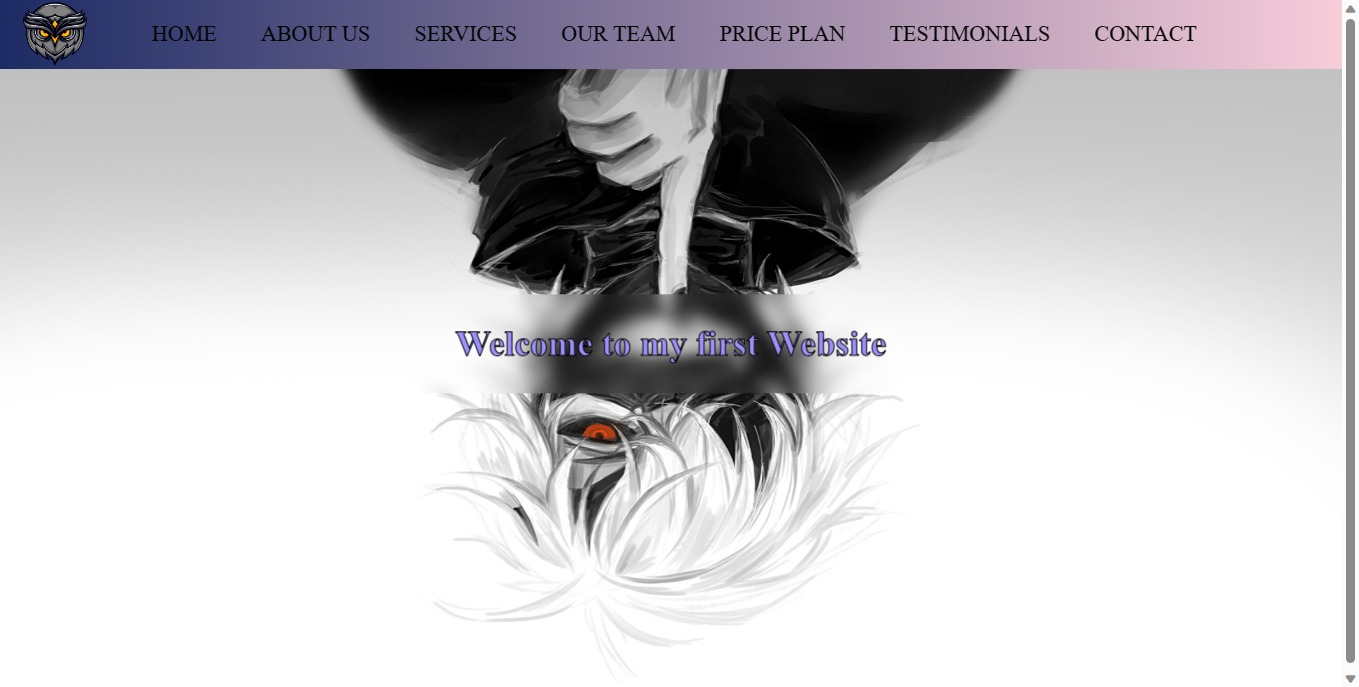 HOME ABOUT US SERVICES OUR TEAM PRICE PLAN TESTIMONIALS CONTACT
Welcome to my first Website